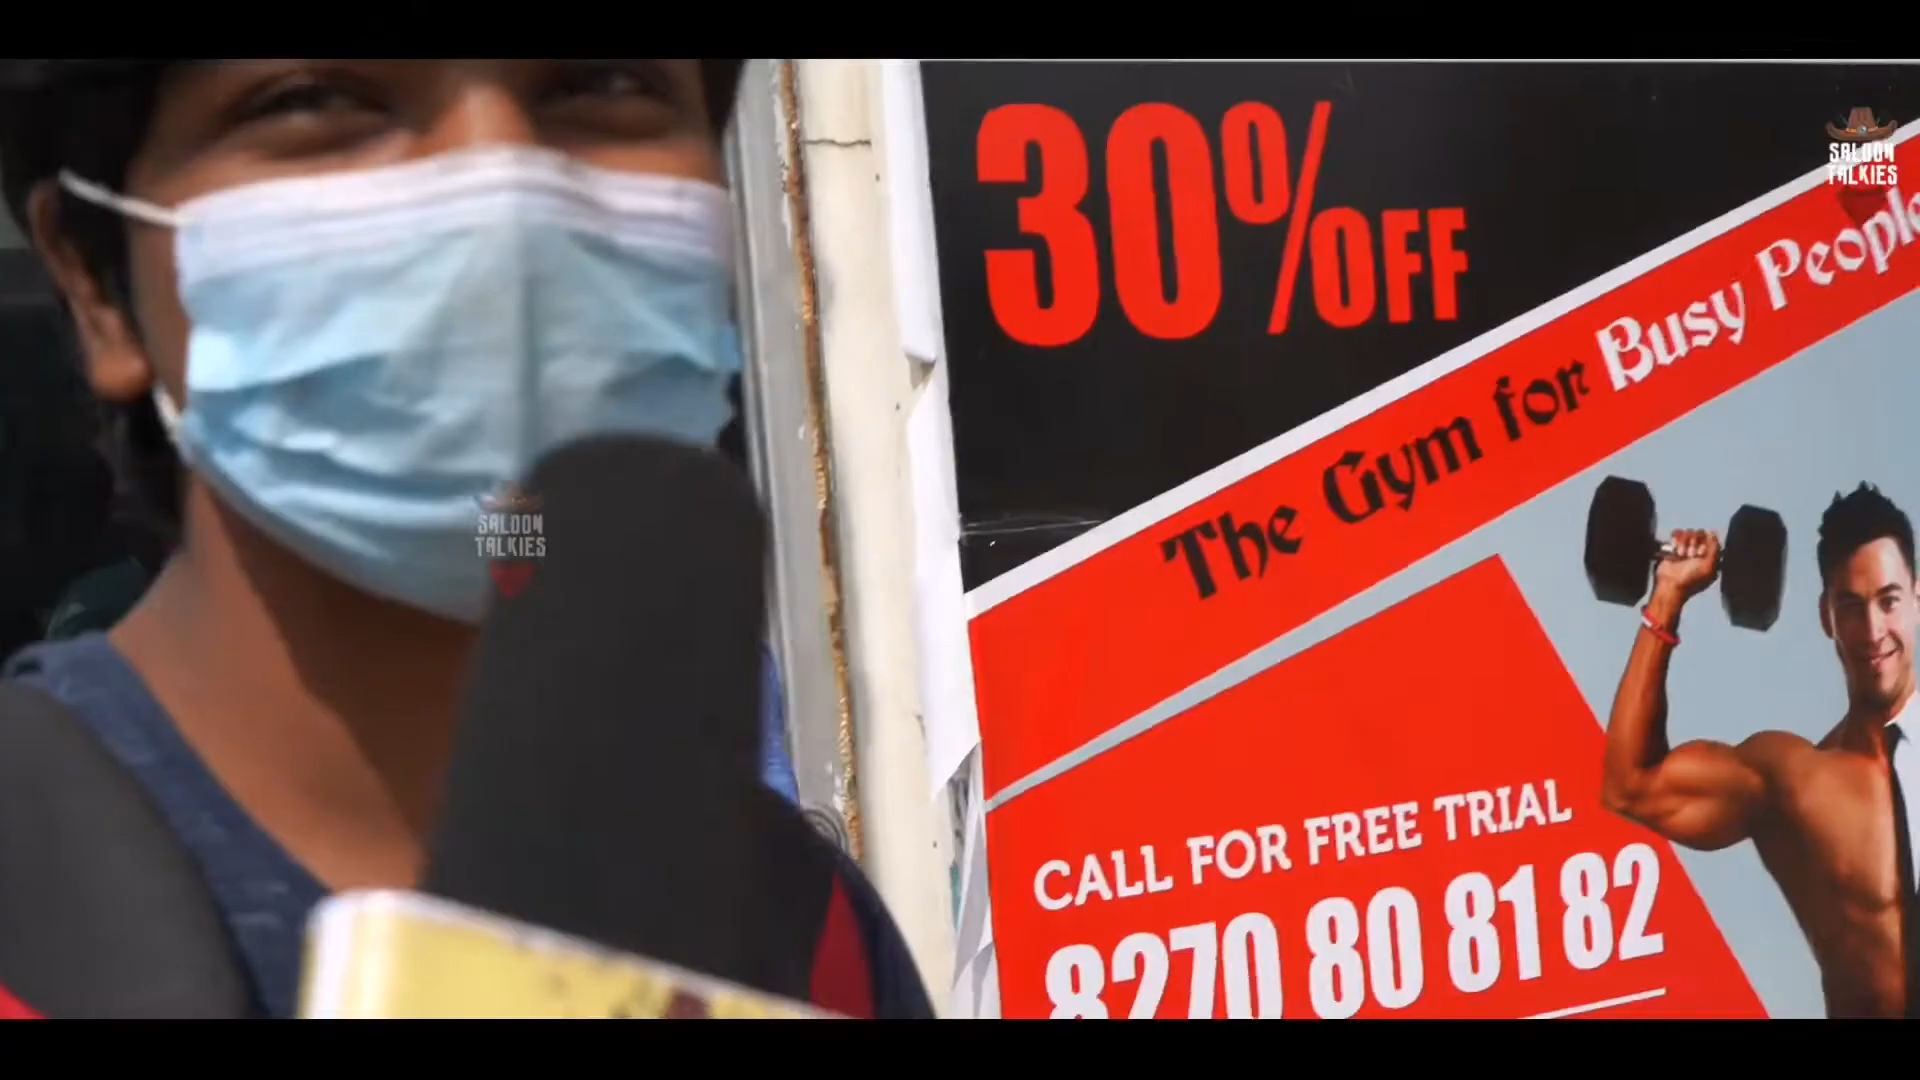 30% OFF
SALOON
TALKIES
The Gym for Busy People
SALOON
TALKIES
CALL FOR FREE TRIAL
8270 80 81 82